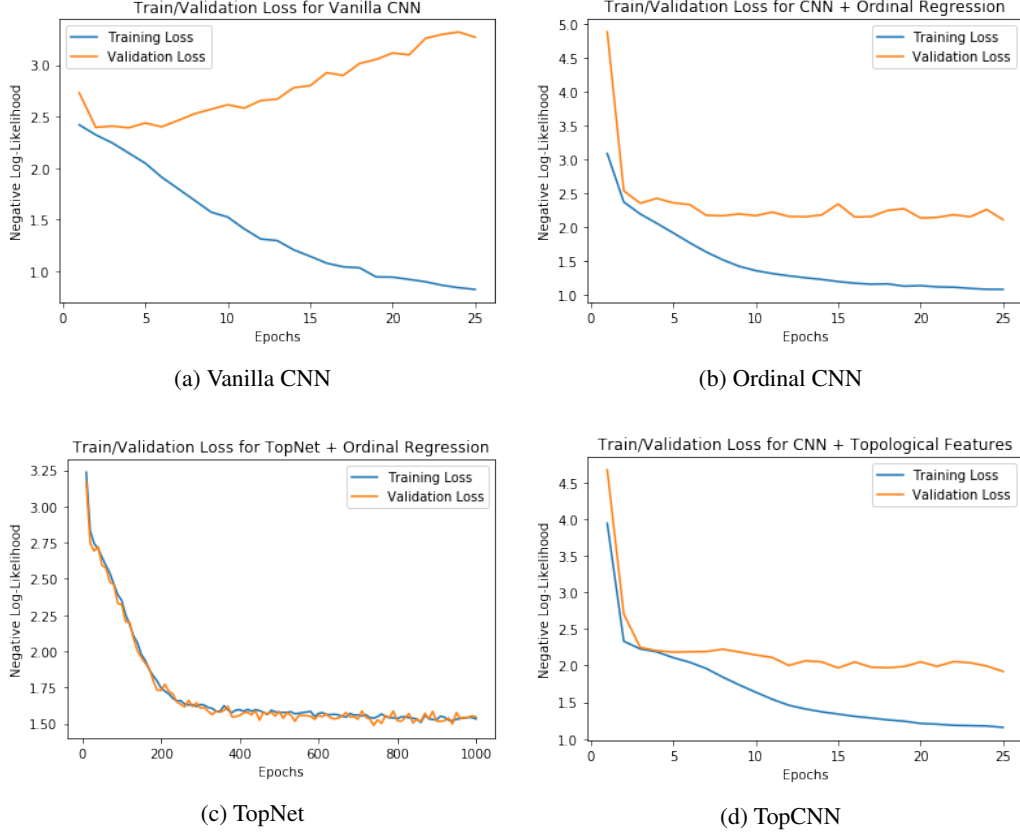 Train/Validation Loss for Vanilla CNN
Training Loss
Validation Loss
Negative Log-Likelihood
3.0
2.5
2.0
1.5
1.0
0 5 10 15 20 25
Epochs
(a) Vanilla CNN
Train/Validation Loss for CNN + Ordinal Regression
Training Loss
Validation Loss
Negative Log-Likelihood
5.0
4.5
4.0
3.5
3.0
2.5
2.0
1.5
1.0
0 5 10 15 20 25
Epochs
(b) Ordinal CNN
Train/Validation Loss for TopNet + Ordinal Regression
Training Loss
Validation Loss
Negative Log-Likelihood
3.25
3.00
2.75
2.50
2.25
2.00
1.75
1.50
0 200 400 600 800 1000
Epochs
(c) TopNet
Train/Validation Loss for CNN + Topological Features
Training Loss
Validation Loss
Negative Log-Likelihood
4.5
4.0
3.5
3.0
2.5
2.0
1.5
1.0
0 5 10 15 20 25
Epochs
(d) TopCNN